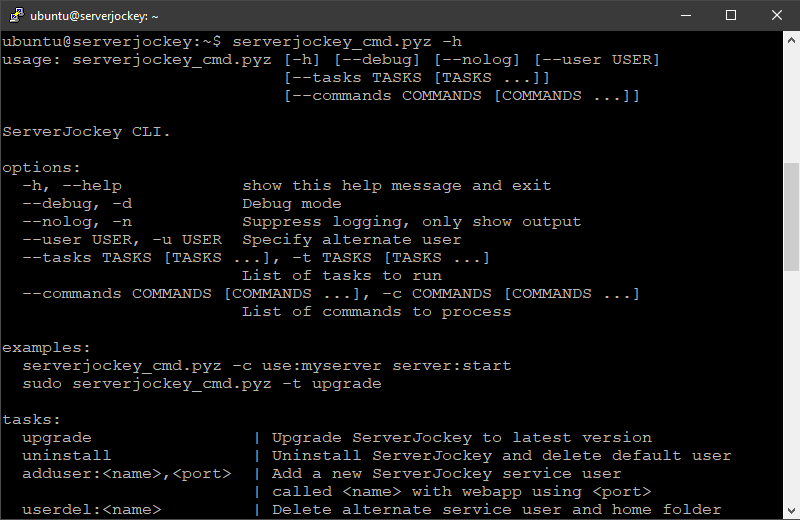 ubuntu@serverjockey: ~
ubuntu@serverjockey:~$ serverjockey_cmd.pyz -h
usage: serverjockey_cmd.pyz [-h] [--debug] [--nolog] [--user USER]
                            [--tasks TASKS [TASKS ...]]
                            [--commands COMMANDS [COMMANDS ...]]

ServerJockey CLI.

options:
  -h, --help            show this help message and exit
  --debug, -d           Debug mode
  --nolog, -n           Suppress logging, only show output
  --user USER, -u USER  Specify alternate user
  --tasks TASKS [TASKS ...], -t TASKS [TASKS ...]
                        List of tasks to run
  --commands COMMANDS [COMMANDS ...], -c COMMANDS [COMMANDS ...]
                        List of commands to process

examples:
  serverjockey_cmd.pyz -c use:myserver server:start
  sudo serverjockey_cmd.pyz -t upgrade

tasks:
  upgrade                | Upgrade ServerJockey to latest version
  uninstall              | Uninstall ServerJockey and delete default user
  adduser:<name>,<port>  | Add a new ServerJockey service user
                         | called <name> with webapp using <port>
  userdel:<name>         | Delete alternate service user and home folder